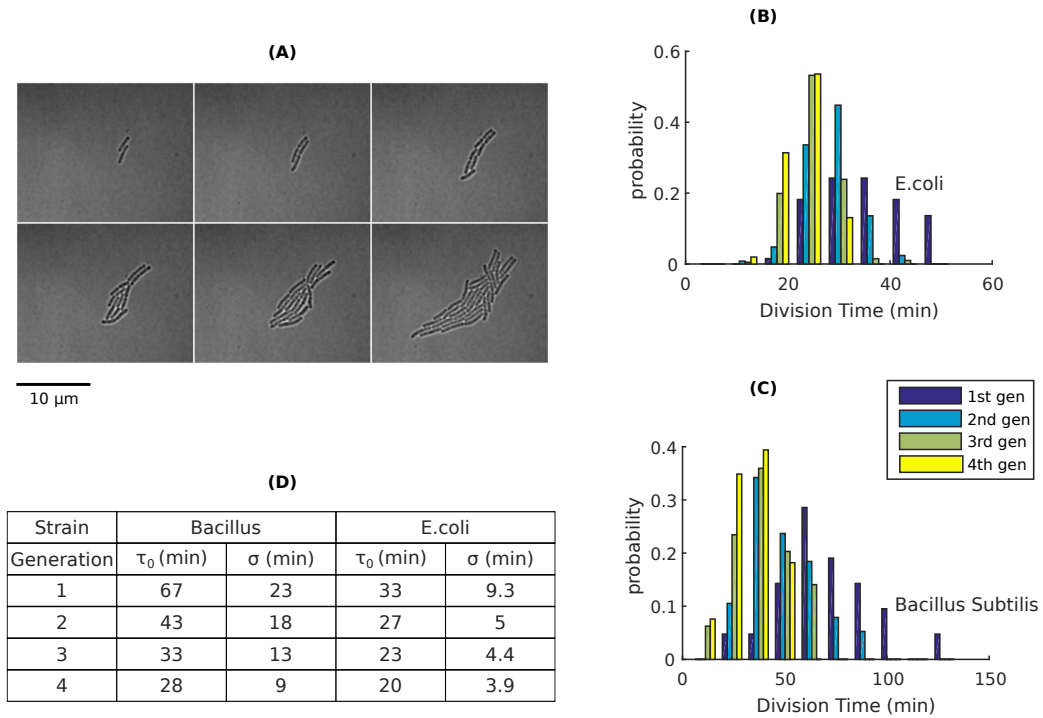 (A)
10 μm
(B)
0.6
0.4
0.2
0
probability
E.coli
0 20 40 60
Division Time (min)
(C)
1st gen
2nd gen
3rd gen
4th gen
0.4
0.3
0.2
0.1
0
probability
Bacillus Subtilis
0 50 100 150
Division Time (min)
(D)
Strain Bacillus E.coli
Generation τ₀ (min) σ (min) τ₀ (min) σ (min)
1 67 23 33 9.3
2 43 18 27 5
3 33 13 23 4.4
4 28 9 20 3.9